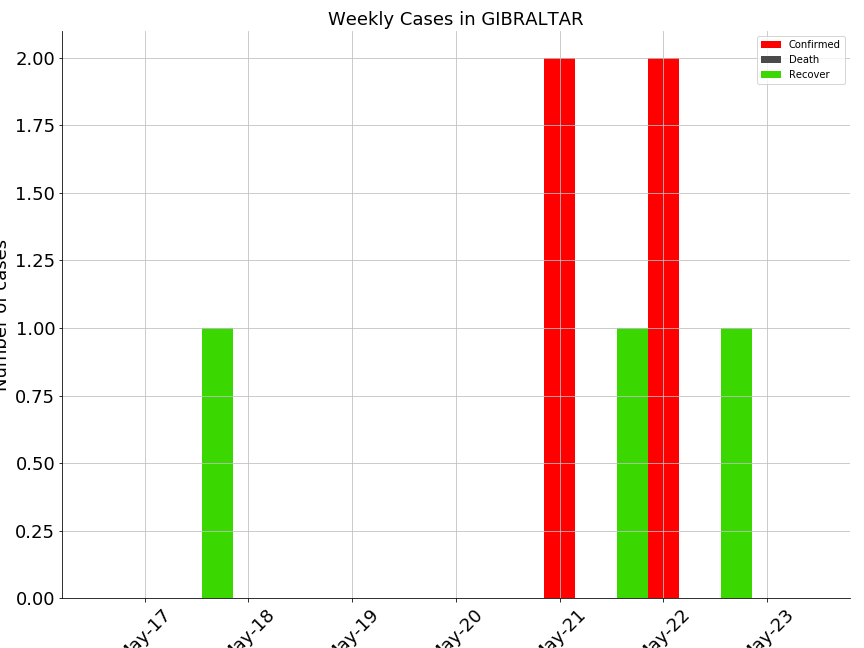 Weekly Cases in GIBRALTAR
Confirmed
Death
Recover
Number of cases
2.00
1.75
1.50
1.25
1.00
0.75
0.50
0.25
0.00
May-17
May-18
May-19
May-20
May-21
May-22
May-23